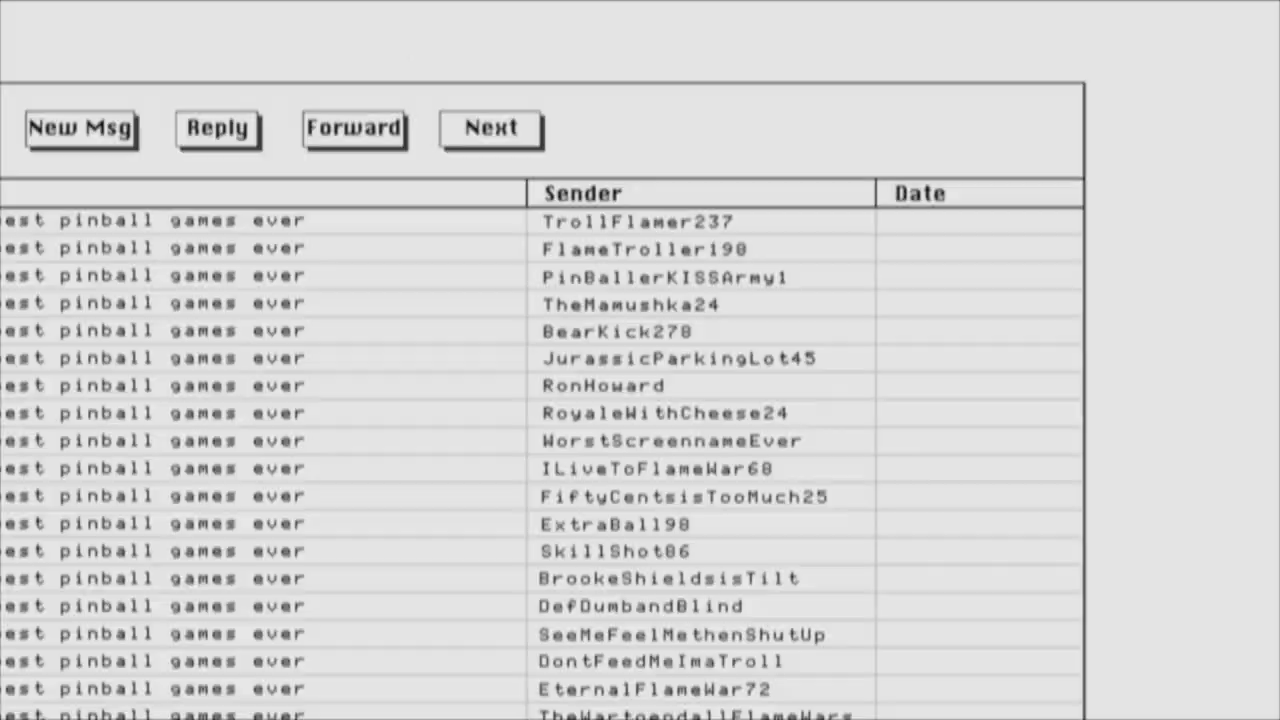 New Msg Reply Forward Next
Sender Date
est pinball games ever TrollFlamer237
est pinball games ever FlameTroller198
est pinball games ever PinBallerKISSArmy1
est pinball games ever TheMamushka24
est pinball games ever BearKick278
est pinball games ever JurassicParkingLot45
est pinball games ever RonHoward
est pinball games ever RoyaleWithCheese24
est pinball games ever WorstScreennameEver
est pinball games ever ILiveToFlameWar68
est pinball games ever FiftyCentsisTooMuch25
est pinball games ever ExtraBall98
est pinball games ever SkillShot86
est pinball games ever BrookeShieldsisTilt
est pinball games ever DefDumbandBlind
est pinball games ever SeeMeFeelMethenShutUp
est pinball games ever DontFeedMeImaTroll
est pinball games ever EternalFlameWar72
est pinball games ever